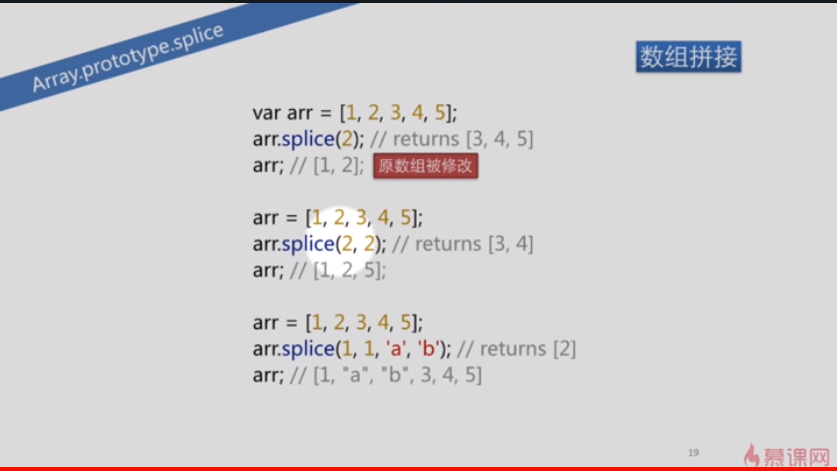 Array.prototype.splice
数组拼接
var arr = [1, 2, 3, 4, 5];
arr.splice(2); // returns [3, 4, 5]
arr; // [1, 2]; 原数组被修改
arr = [1, 2, 3, 4, 5];
arr.splice(2, 2); // returns [3, 4]
arr; // [1, 2, 5];
arr = [1, 2, 3, 4, 5];
arr.splice(1, 1, 'a', 'b'); // returns [2]
arr; // [1, "a", "b", 3, 4, 5]
19
慕课网